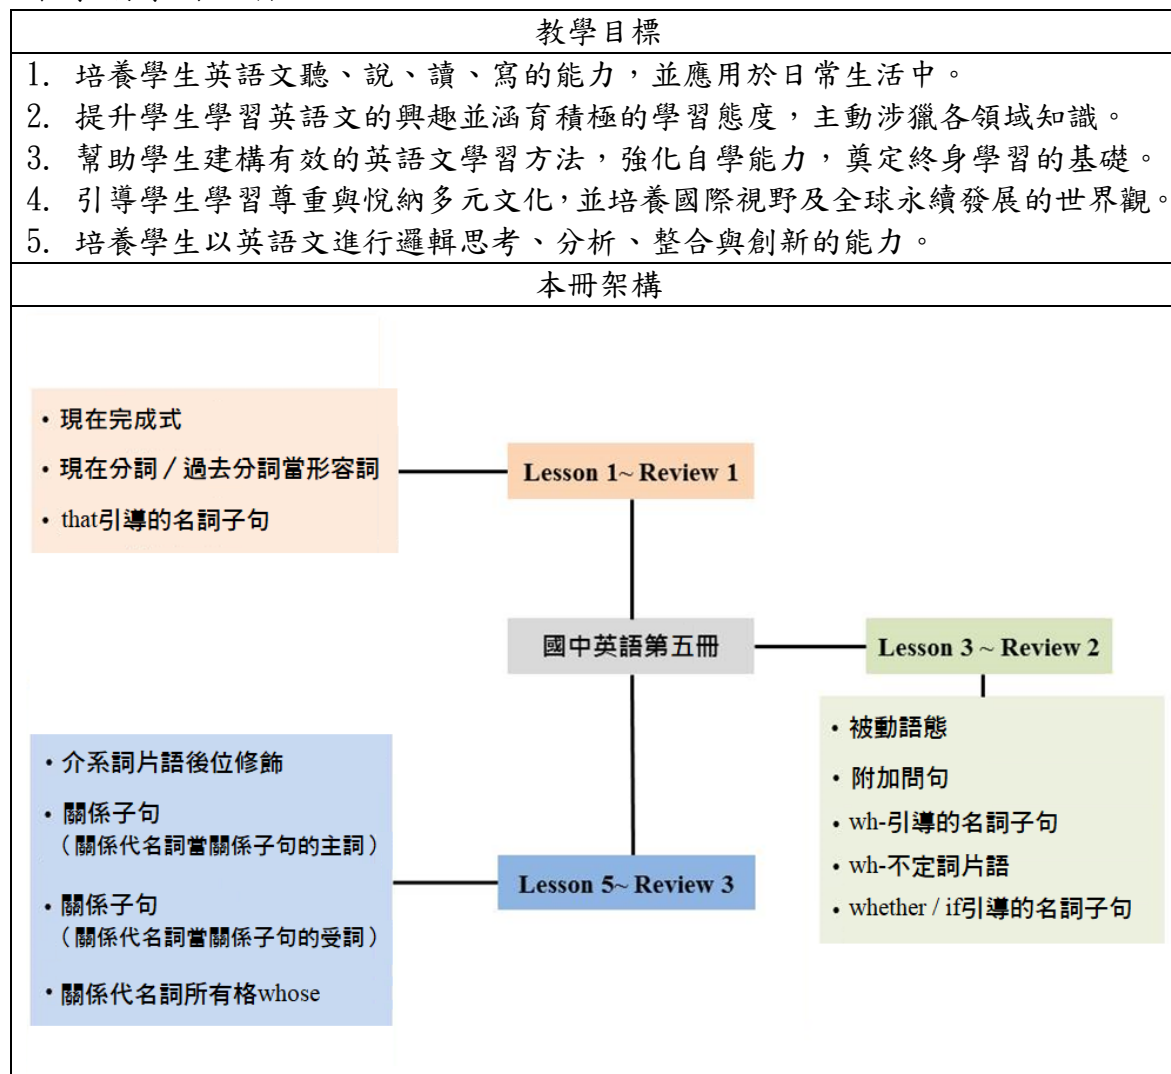 教學目標
1. 培養學生英語文聽、說、讀、寫的能力，並應用於日常生活中。
2. 提升學生學習英語文的興趣並涵育積極的學習態度，主動涉獵各領域知識。
3. 幫助學生建構有效的英語文學習方法，強化自學能力，奠定終身學習的基礎。
4. 引導學生學習尊重與悅納多元文化，並培養國際視野及全球永續發展的世界觀。
5. 培養學生以英語文進行邏輯思考、分析、整合與創新的能力。
本冊架構
• 現在完成式
• 現在分詞／過去分詞當形容詞
• that引導的名詞子句
Lesson 1~ Review 1
國中英語第五冊
Lesson 3 ~ Review 2
• 被動語態
• 附加問句
• wh-引導的名詞子句
• wh-不定詞片語
• whether / if引導的名詞子句
• 介系詞片語後位修飾
• 關係子句
（關係代名詞當關係子句的主詞）
• 關係子句
（關係代名詞當關係子句的受詞）
• 關係代名詞所有格whose
Lesson 5~ Review 3